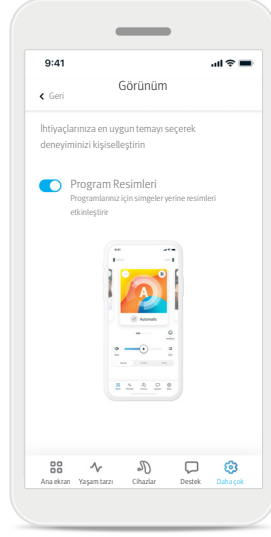 9:41
Görünüm
Geri
İhtiyaçlarınıza en uygun temayı seçerek
deneyiminizi kişiselleştirin
Program Resimleri
Programlarınız için simgeler yerine resimleri
etkinleştir
A
Automatic
Ana ekran Yaşam tarzı Cihazlar Destek Daha çok